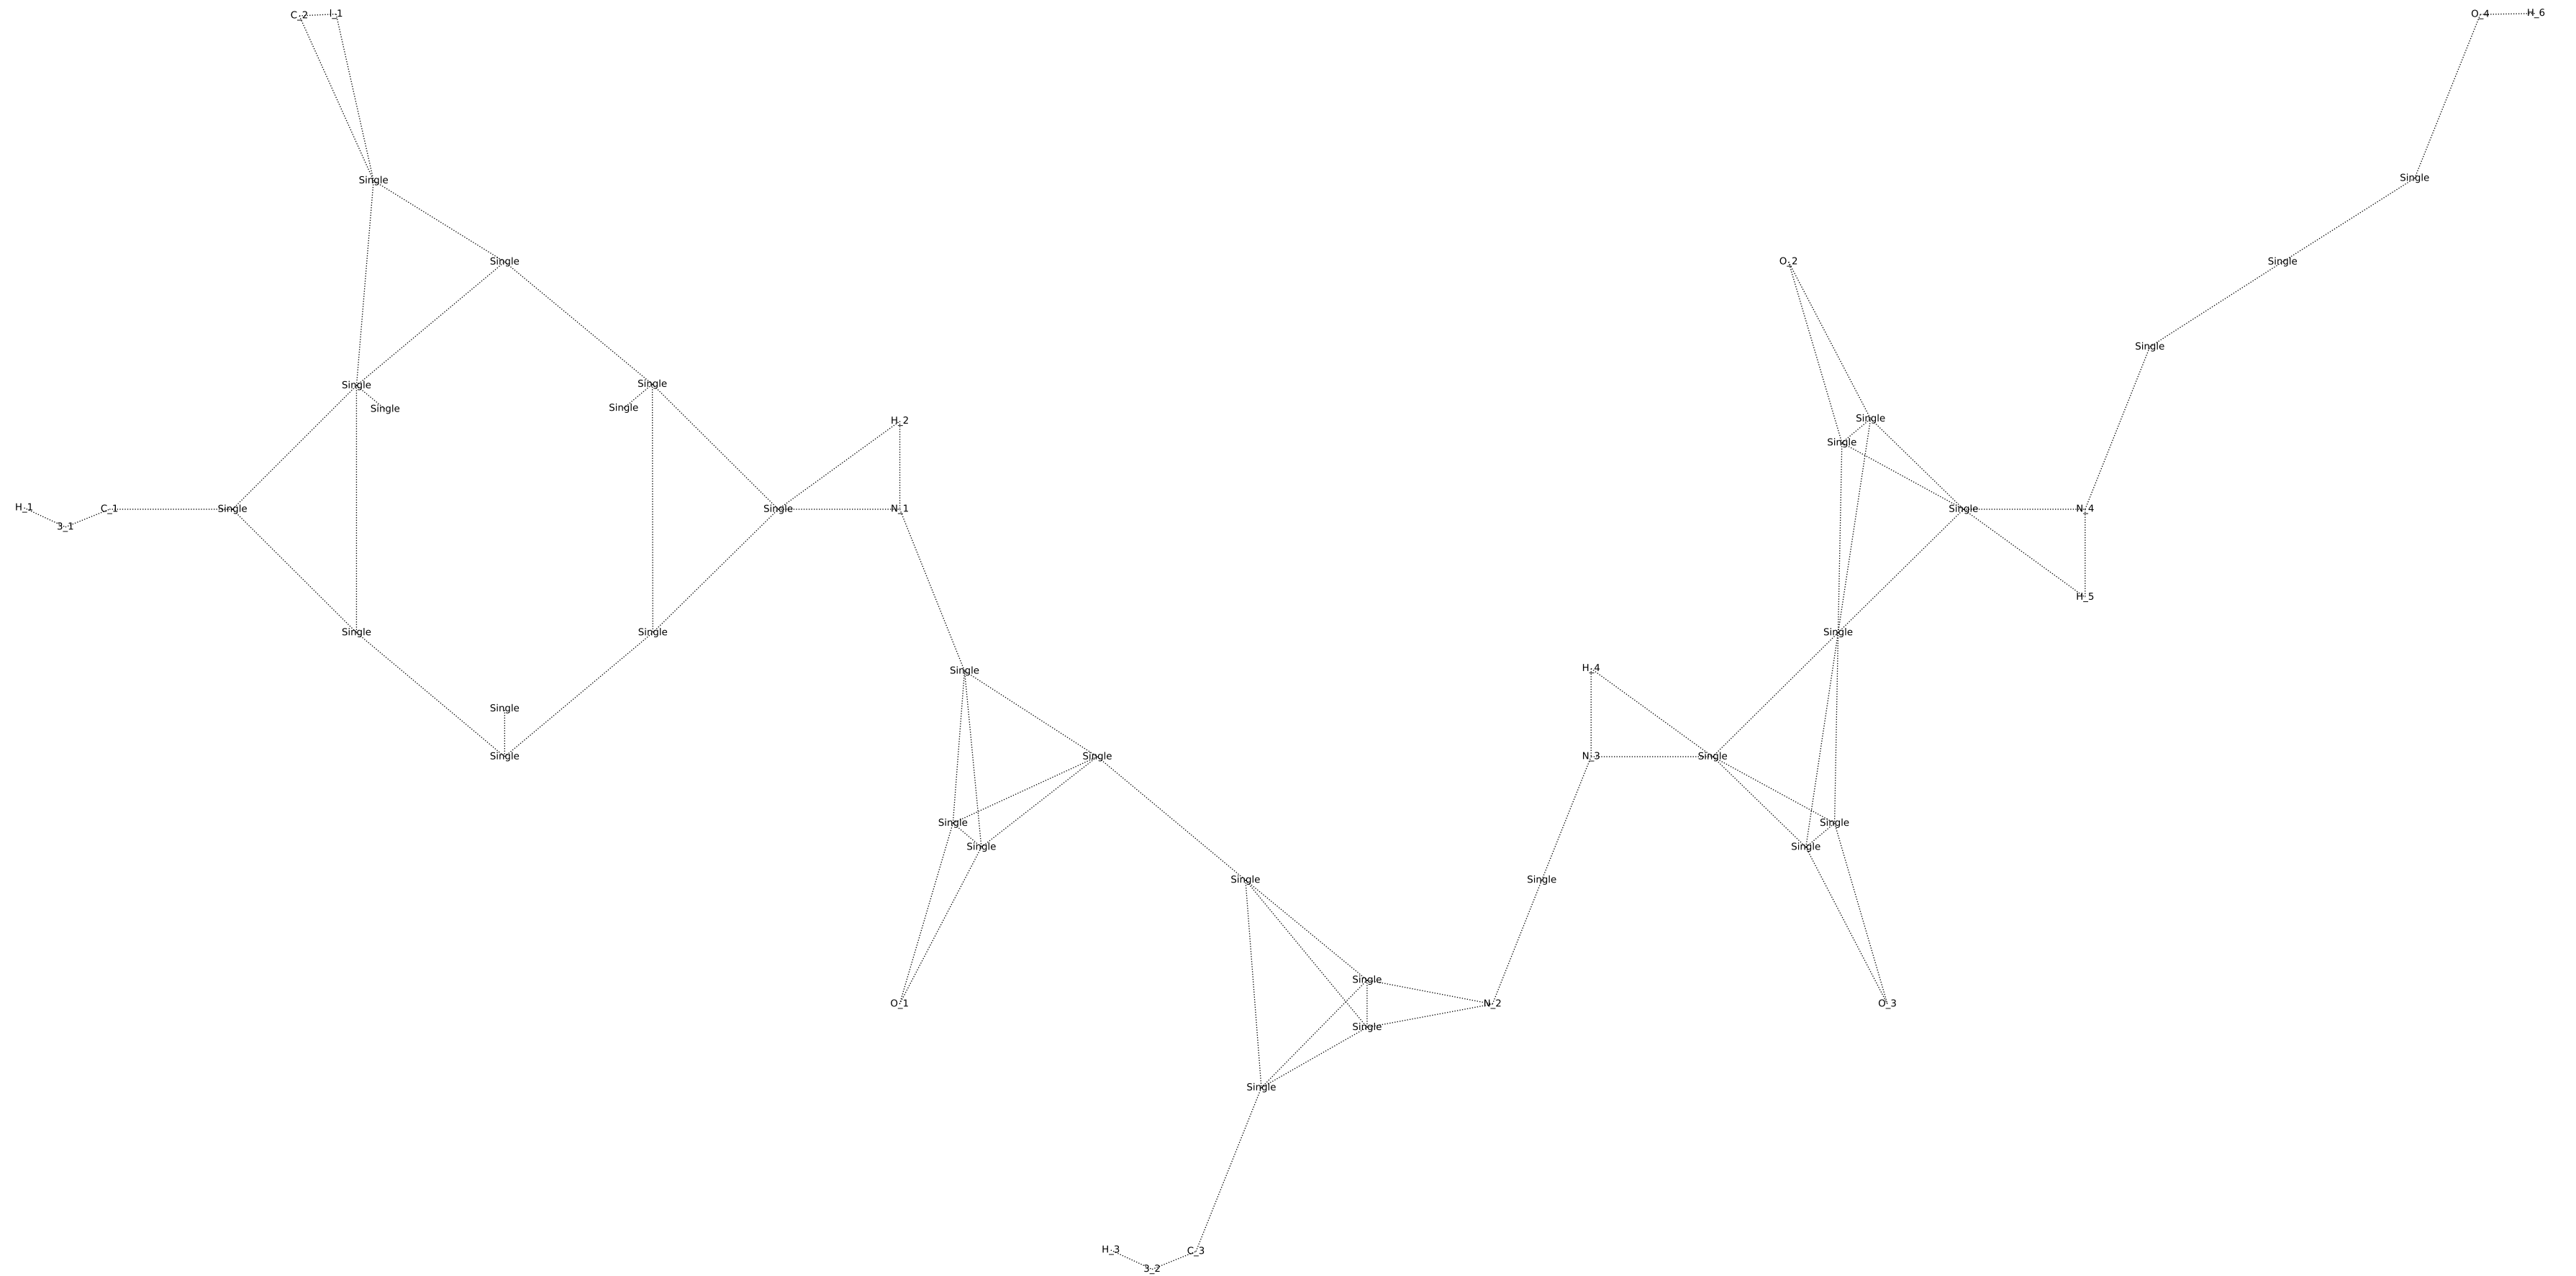 C_2 I_1 O_4 H_6
Single Single
Single O_2 Single
Single
Single Single
Single Single
Single
H_2
Single
H_1 C_1 Single Single N_1 Single N_4
3_1
H_5
Single Single Single
H_4
Single
Single
Single Single N_3 Single
Single Single
Single Single
Single Single
Single
O_1 N_2 O_3
Single
Single
H_3 C_3
3_2